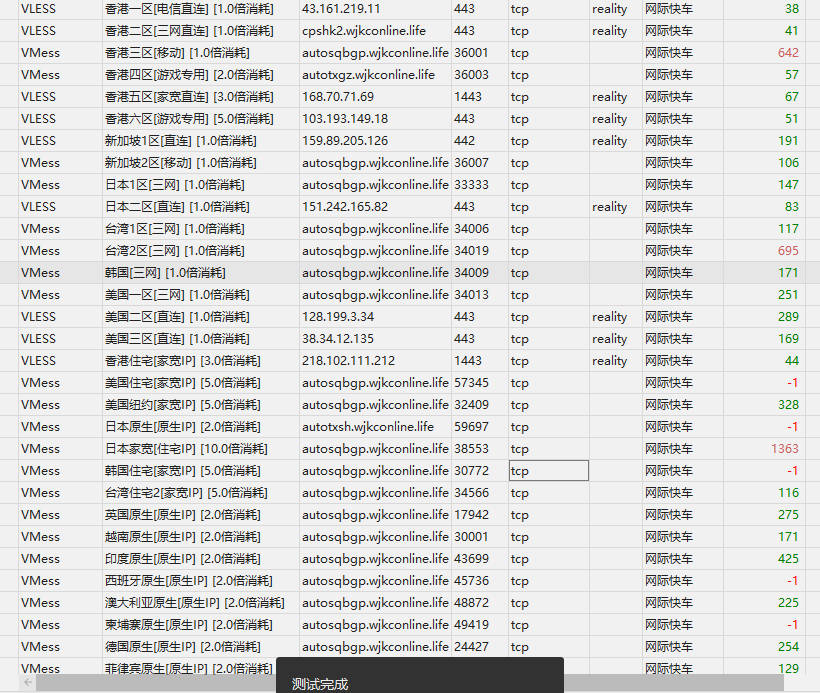 VLESS 香港一区[电信直连] [1.0倍消耗] 43.161.219.11 443 tcp reality 网际快车 38
VLESS 香港二区[三网直连] [1.0倍消耗] cpshk2.wjkconline.life 443 tcp reality 网际快车 41
VMess 香港三区[移动] [1.0倍消耗] autosqbgp.wjkconline.life 36001 tcp 网际快车 642
VMess 香港四区[游戏专用] [2.0倍消耗] autotxgz.wjkconline.life 36003 tcp 网际快车 57
VLESS 香港五区[家宽直连] [3.0倍消耗] 168.70.71.69 1443 tcp reality 网际快车 67
VLESS 香港六区[游戏专用] [5.0倍消耗] 103.193.149.18 443 tcp reality 网际快车 51
VLESS 新加坡1区[直连] [1.0倍消耗] 159.89.205.126 442 tcp reality 网际快车 191
VMess 新加坡2区[移动] [1.0倍消耗] autosqbgp.wjkconline.life 36007 tcp 网际快车 106
VMess 日本1区[三网] [1.0倍消耗] autosqbgp.wjkconline.life 33333 tcp 网际快车 147
VLESS 日本二区[直连] [1.0倍消耗] 151.242.165.82 443 tcp reality 网际快车 83
VMess 台湾1区[三网] [1.0倍消耗] autosqbgp.wjkconline.life 34006 tcp 网际快车 117
VMess 台湾2区[三网] [1.0倍消耗] autosqbgp.wjkconline.life 34019 tcp 网际快车 695
VMess 韩国[三网] [1.0倍消耗] autosqbgp.wjkconline.life 34009 tcp 网际快车 171
VMess 美国一区[三网] [1.0倍消耗] autosqbgp.wjkconline.life 34013 tcp 网际快车 251
VLESS 美国二区[直连] [1.0倍消耗] 128.199.3.34 443 tcp reality 网际快车 289
VLESS 美国三区[直连] [1.0倍消耗] 38.34.12.135 443 tcp reality 网际快车 169
VLESS 香港住宅[家宽IP] [3.0倍消耗] 218.102.111.212 1443 tcp reality 网际快车 44
VMess 美国住宅[家宽IP] [5.0倍消耗] autosqbgp.wjkconline.life 57345 tcp 网际快车 -1
VMess 美国纽约[家宽IP] [5.0倍消耗] autosqbgp.wjkconline.life 32409 tcp 网际快车 328
VMess 日本原生[原生IP] [2.0倍消耗] autotxsh.wjkconline.life 59697 tcp 网际快车 -1
VMess 日本家宽[住宅IP] [10.0倍消耗] autosqbgp.wjkconline.life 38553 tcp 网际快车 1363
VMess 韩国住宅[家宽IP] [5.0倍消耗] autosqbgp.wjkconline.life 30772 tcp 网际快车 -1
VMess 台湾住宅2[家宽IP] [5.0倍消耗] autosqbgp.wjkconline.life 34566 tcp 网际快车 116
VMess 英国原生[原生IP] [2.0倍消耗] autosqbgp.wjkconline.life 17942 tcp 网际快车 275
VMess 越南原生[原生IP] [2.0倍消耗] autosqbgp.wjkconline.life 30001 tcp 网际快车 171
VMess 印度原生[原生IP] [2.0倍消耗] autosqbgp.wjkconline.life 43699 tcp 网际快车 425
VMess 西班牙原生[原生IP] [2.0倍消耗] autosqbgp.wjkconline.life 45736 tcp 网际快车 -1
VMess 澳大利亚原生[原生IP] [2.0倍消耗] autosqbgp.wjkconline.life 48872 tcp 网际快车 225
VMess 柬埔寨原生[原生IP] [2.0倍消耗] autosqbgp.wjkconline.life 49419 tcp 网际快车 -1
VMess 德国原生[原生IP] [2.0倍消耗] autosqbgp.wjkconline.life 24427 tcp 网际快车 254
VMess 菲律宾原生[原生IP] [2.0倍消耗] 网际快车 129
测试完成